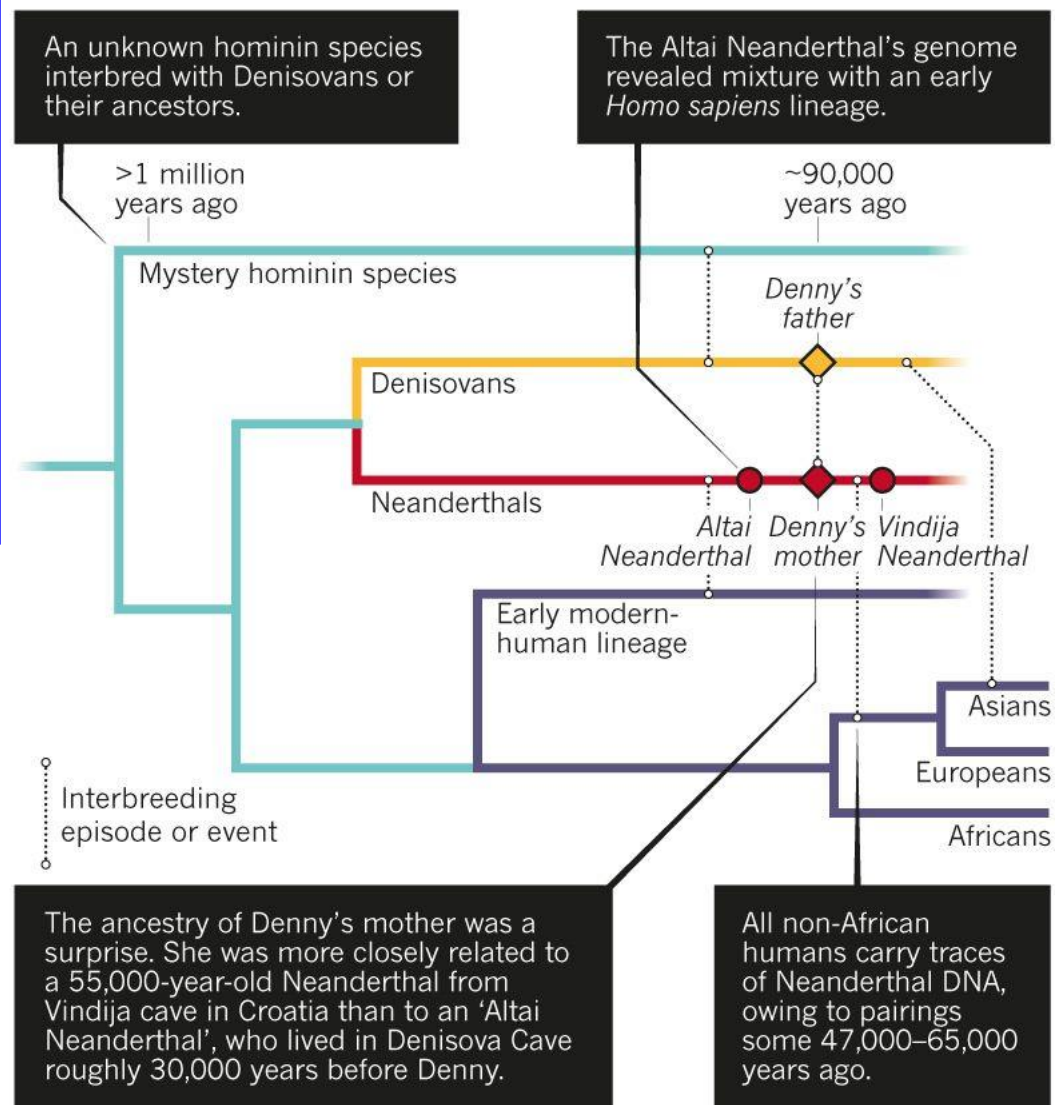 An unknown hominin species
interbred with Denisovans or
their ancestors.
The Altai Neanderthal’s genome
revealed mixture with an early
Homo sapiens lineage.
>1 million
years ago
~90,000
years ago
Mystery hominin species
Denny’s
father
Denisovans
Neanderthals
Altai
Neanderthal
Denny’s
mother
Vindija
Neanderthal
Early modern-
human lineage
Asians
Europeans
Africans
Interbreeding
episode or event
The ancestry of Denny’s mother was a
surprise. She was more closely related to
a 55,000-year-old Neanderthal from
Vindija cave in Croatia than to an ‘Altai
Neanderthal’, who lived in Denisova Cave
roughly 30,000 years before Denny.
All non-African
humans carry traces
of Neanderthal DNA,
owing to pairings
some 47,000–65,000
years ago.